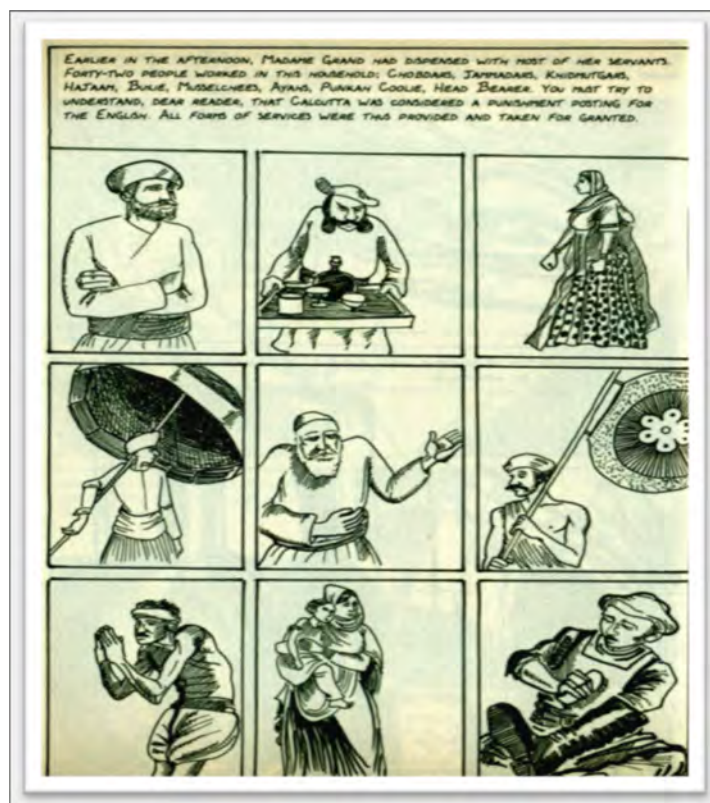 EARLIER IN THE AFTERNOON, MADAME GRAND HAD DISPENSED WITH MOST OF HER SERVANTS.
FORTY-TWO PEOPLE WORKED IN THIS HOUSEHOLD: CHOBDARS, JAMMADARS, KHIDMUTGARS,
HAJAAM, MUSSELCHEES, AYAHS, PUNKAH COOLIE, HEAD BEARER. YOU MUST TRY TO
UNDERSTAND, DEAR READER, THAT CALCUTTA WAS CONSIDERED A PUNISHMENT POSTING FOR
THE ENGLISH. ALL FORMS OF SERVICES WERE THUS PROVIDED AND TAKEN FOR GRANTED.